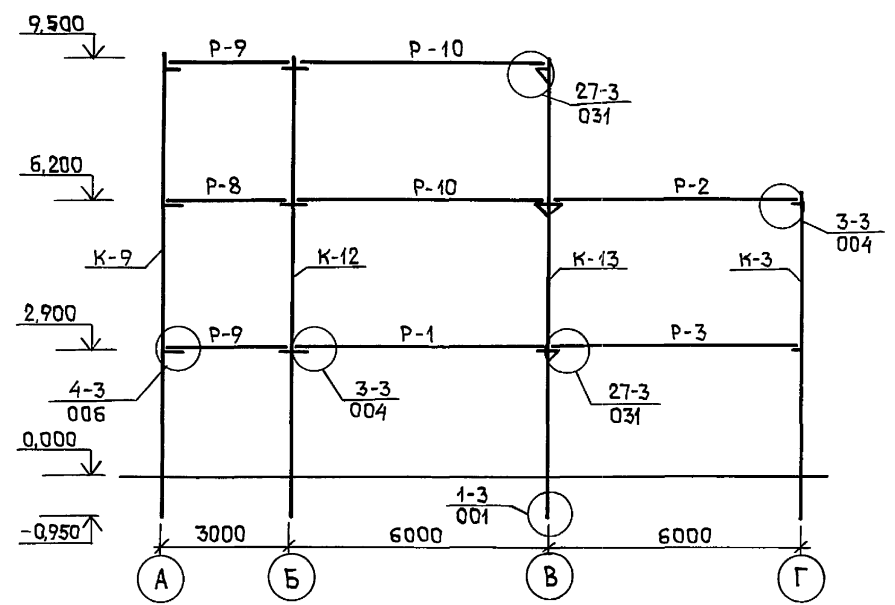 9,500
Р-9
Р-10
27-3
031
6,200
Р-8
Р-10
Р-2
3-3
004
К-9
К-12
К-13
К-3
2,900
Р-9
Р-1
Р-3
4-3
006
3-3
004
27-3
031
0,000
1-3
001
-0,950
3000
6000
6000
А
Б
В
Г